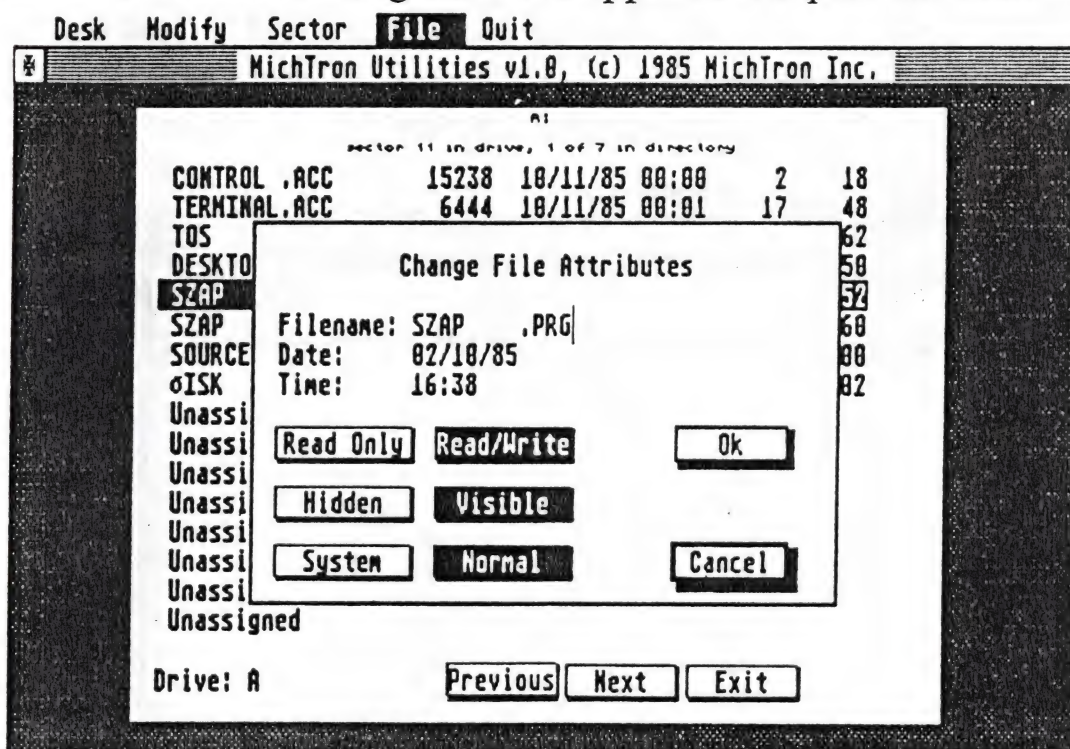 Desk Modify Sector File Quit
MichTron Utilities v1.0, (c) 1985 MichTron Inc.
A:
sector 11 in drive, 1 of 7 in directory
CONTROL .ACC 15238 10/11/85 00:00 2 18
TERMINAL.ACC 6444 10/11/85 00:01 17 48
TOS 62
DESKTO 50
SZAP 52
SZAP 60
SOURCE 00
σISK 02
Unassi
Unassi
Unassi
Unassi
Unassi
Unassi
Unassi
Unassigned
Change File Attributes
Filename: SZAP .PRG
Date: 02/10/85
Time: 16:38
Read Only Read/Write Ok
Hidden Visible
System Normal Cancel
Drive: A Previous Next Exit